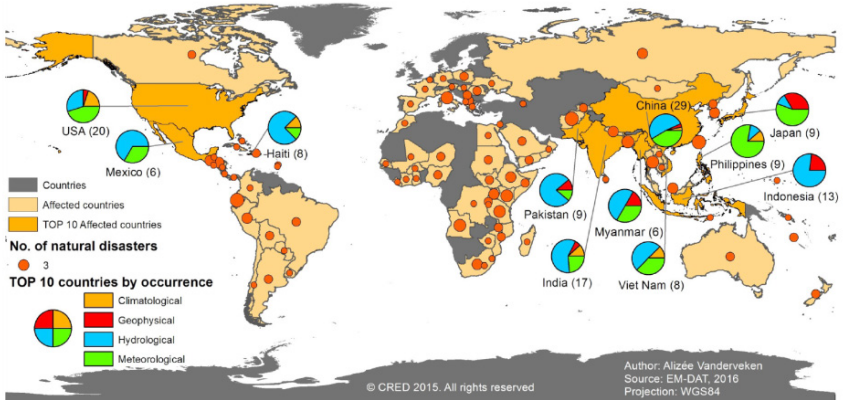 USA (20)
Mexico (6)
Haiti (8)
China (29)
Japan (9)
Philippines (9)
Indonesia (13)
Pakistan (9)
Myanmar (6)
India (17)
Viet Nam (8)
Countries
Affected countries
TOP 10 Affected countries
No. of natural disasters
3
TOP 10 countries by occurrence
Climatological
Geophysical
Hydrological
Meteorological
© CRED 2015. All rights reserved
Author: Alizée Vanderveken
Source: EM-DAT, 2016
Projection: WGS84